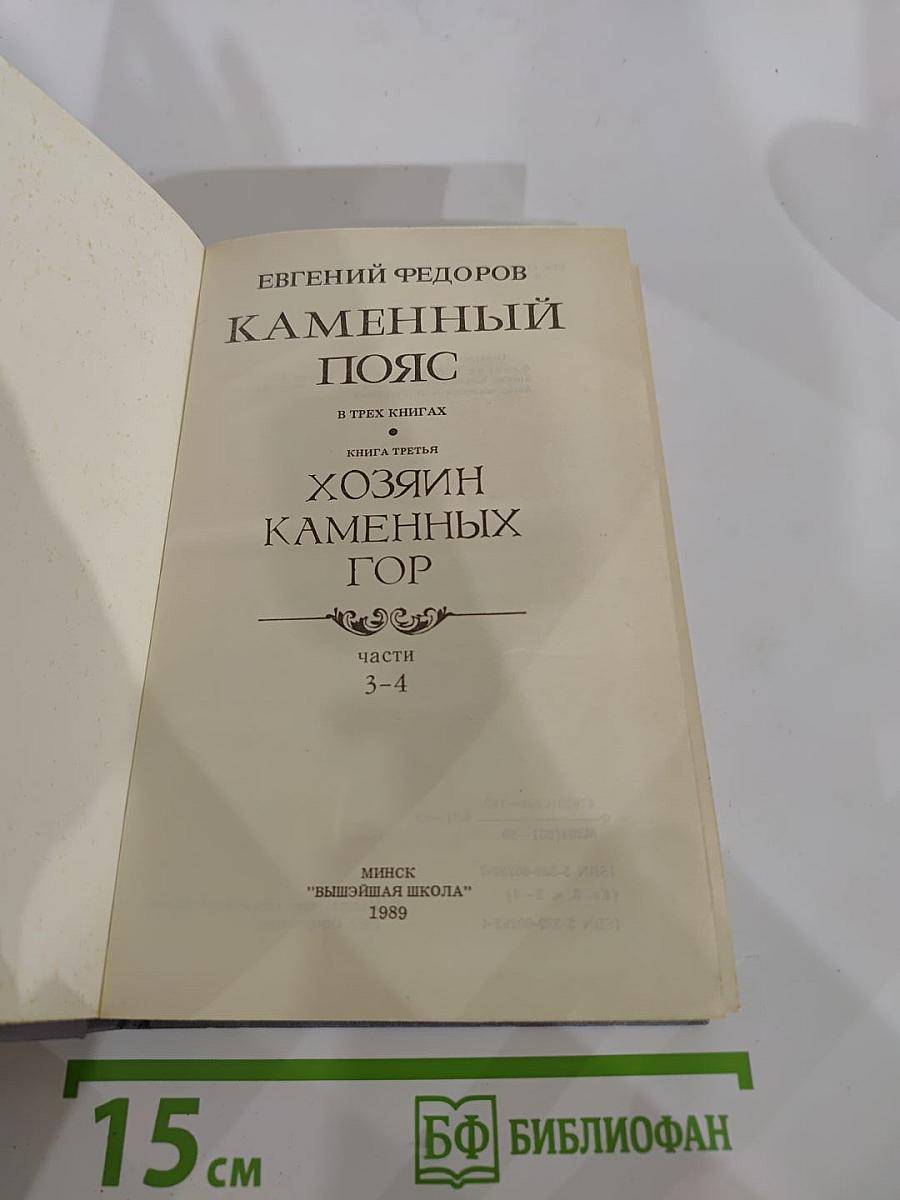 ЕВГЕНИЙ ФЕДОРОВ
КАМЕННЫЙ
ПОЯС
В ТРЕХ КНИГАХ
КНИГА ТРЕТЬЯ
ХОЗЯИН
КАМЕННЫХ
ГОР
части
3-4
МИНСК
"ВЫШЭЙШАЯ ШКОЛА"
1989
15 см
БФ БИБЛИОФАН